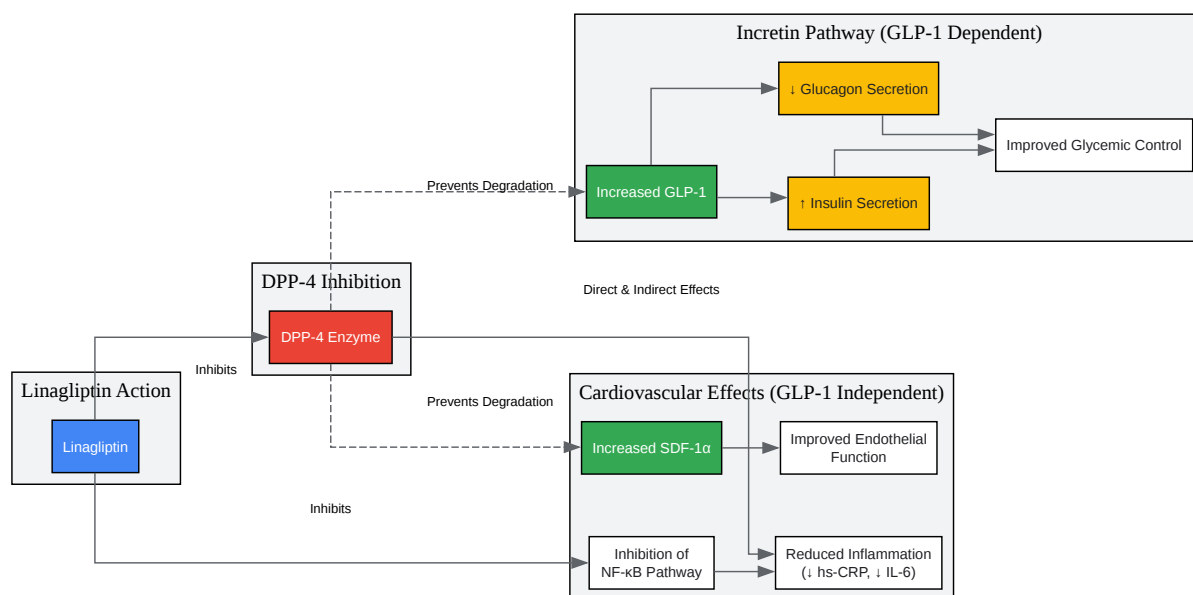 Incretin Pathway (GLP-1 Dependent)
↓ Glucagon Secretion
Improved Glycemic Control
Prevents Degradation
Increased GLP-1
↑ Insulin Secretion
DPP-4 Inhibition
Direct & Indirect Effects
DPP-4 Enzyme
Inhibits
Linagliptin Action
Cardiovascular Effects (GLP-1 Independent)
Prevents Degradation
Linagliptin
Increased SDF-1α
Improved Endothelial
Function
Inhibits
Inhibition of
NF-κB Pathway
Reduced Inflammation
(↓ hs-CRP, ↓ IL-6)